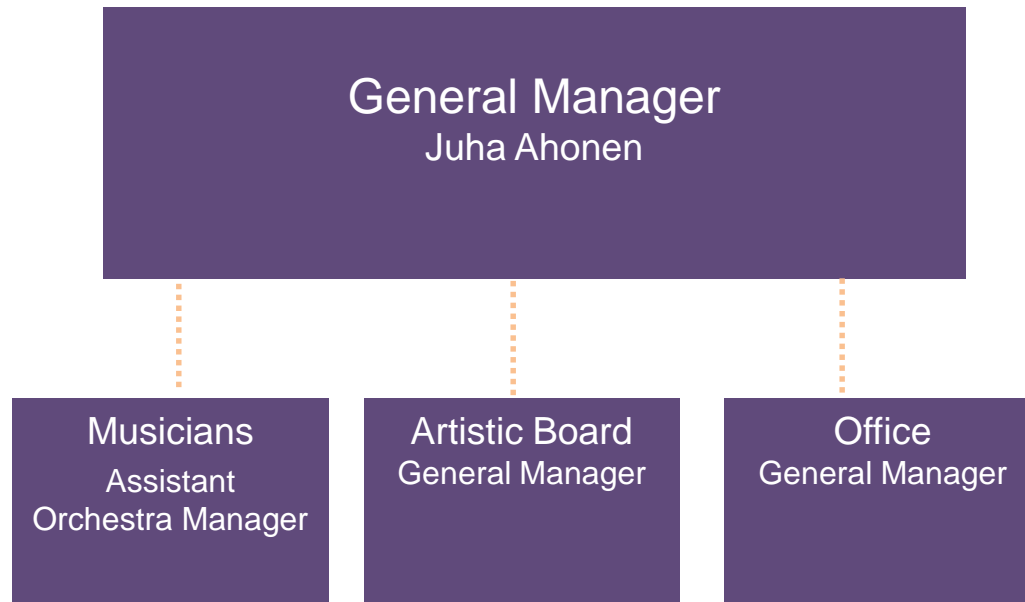 General Manager
Juha Ahonen
Musicians
Assistant
Orchestra Manager
Artistic Board
General Manager
Office
General Manager